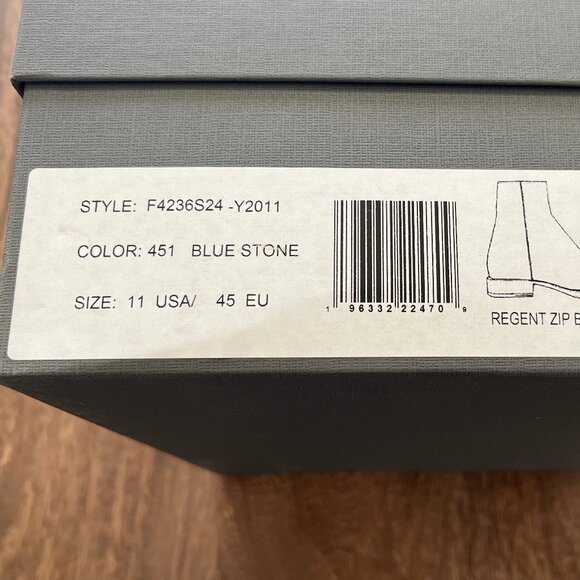 STYLE: F4236S24 -Y2011
COLOR: 451 BLUE STONE
SIZE: 11 USA/ 45 EU
1 96332 22470 9
REGENT ZIP B